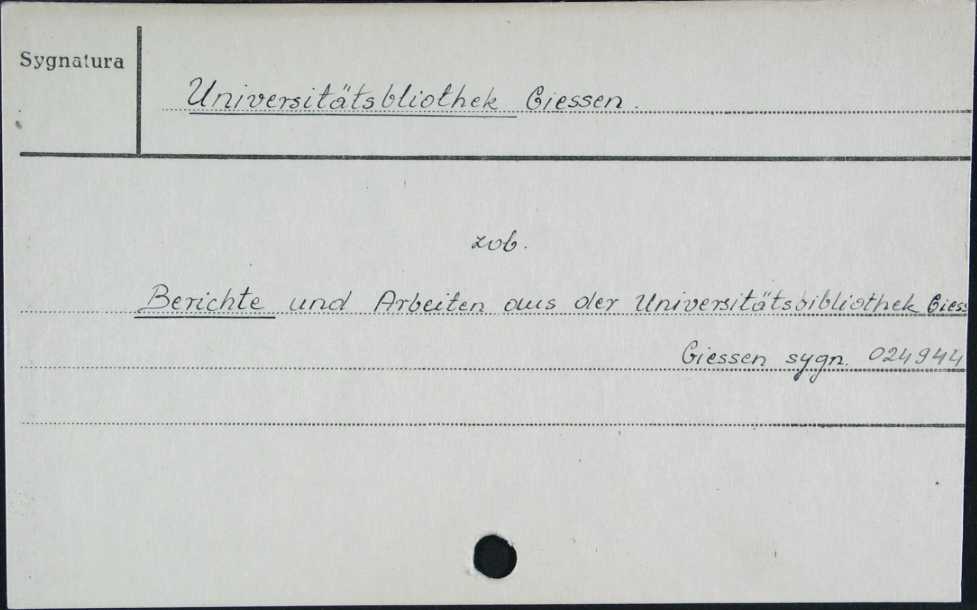 Sygnatura
Universitätsbliothek Giessen.
zob.
Berichte und Arbeiten aus der Universitätsbibliothek Giess
Giessen sygn. 024944